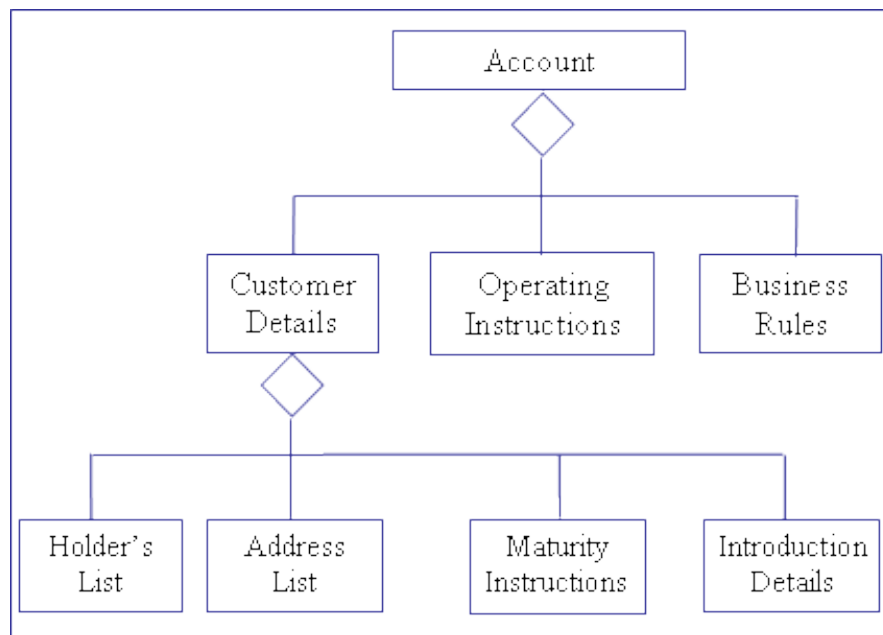 Account
Customer
Details
Operating
Instructions
Business
Rules
Holder's
List
Address
List
Maturity
Instructions
Introduction
Details